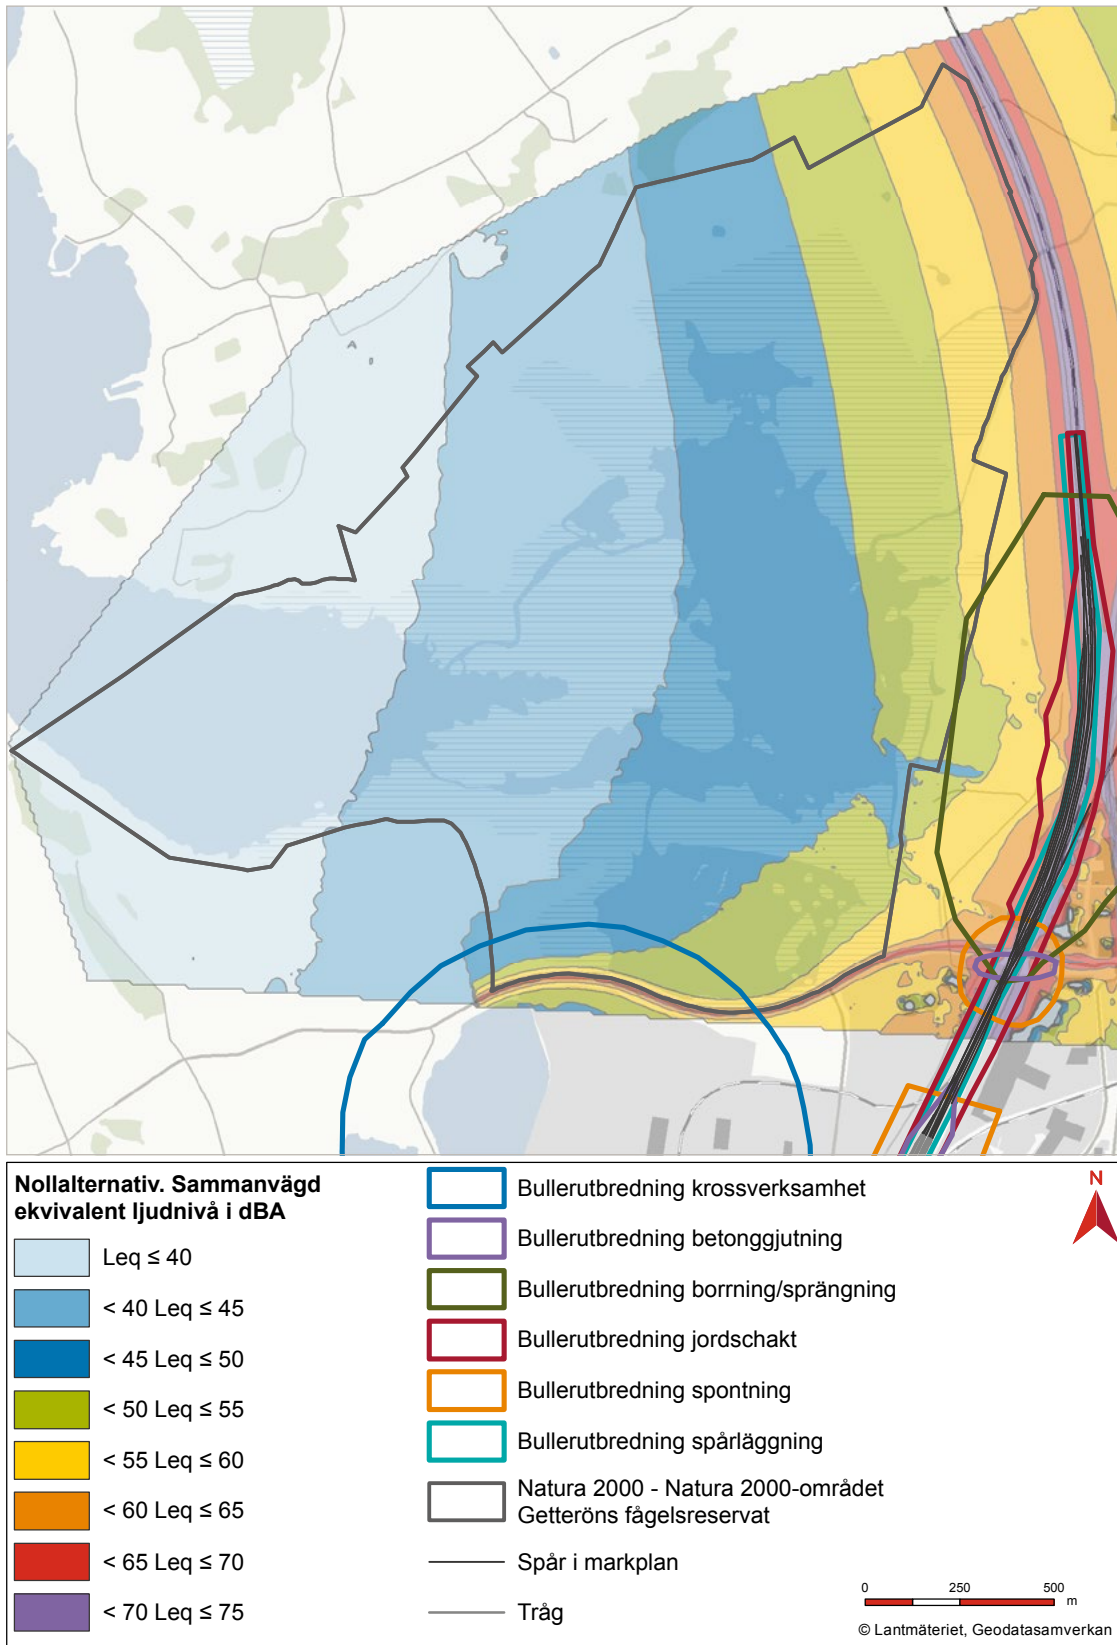 Nollalternativ. Sammanvägd
ekvivalent ljudnivå i dBA
Leq ≤ 40
< 40 Leq ≤ 45
< 45 Leq ≤ 50
< 50 Leq ≤ 55
< 55 Leq ≤ 60
< 60 Leq ≤ 65
< 65 Leq ≤ 70
< 70 Leq ≤ 75
Bullerutbredning krossverksamhet
Bullerutbredning betonggjutning
Bullerutbredning borrning/sprängning
Bullerutbredning jordschakt
Bullerutbredning spontning
Bullerutbredning spårläggning
Natura 2000 - Natura 2000-området
Getteröns fågelsreservat
Spår i markplan
Tråg
N
0 250 500
m
© Lantmäteriet, Geodatasamverkan